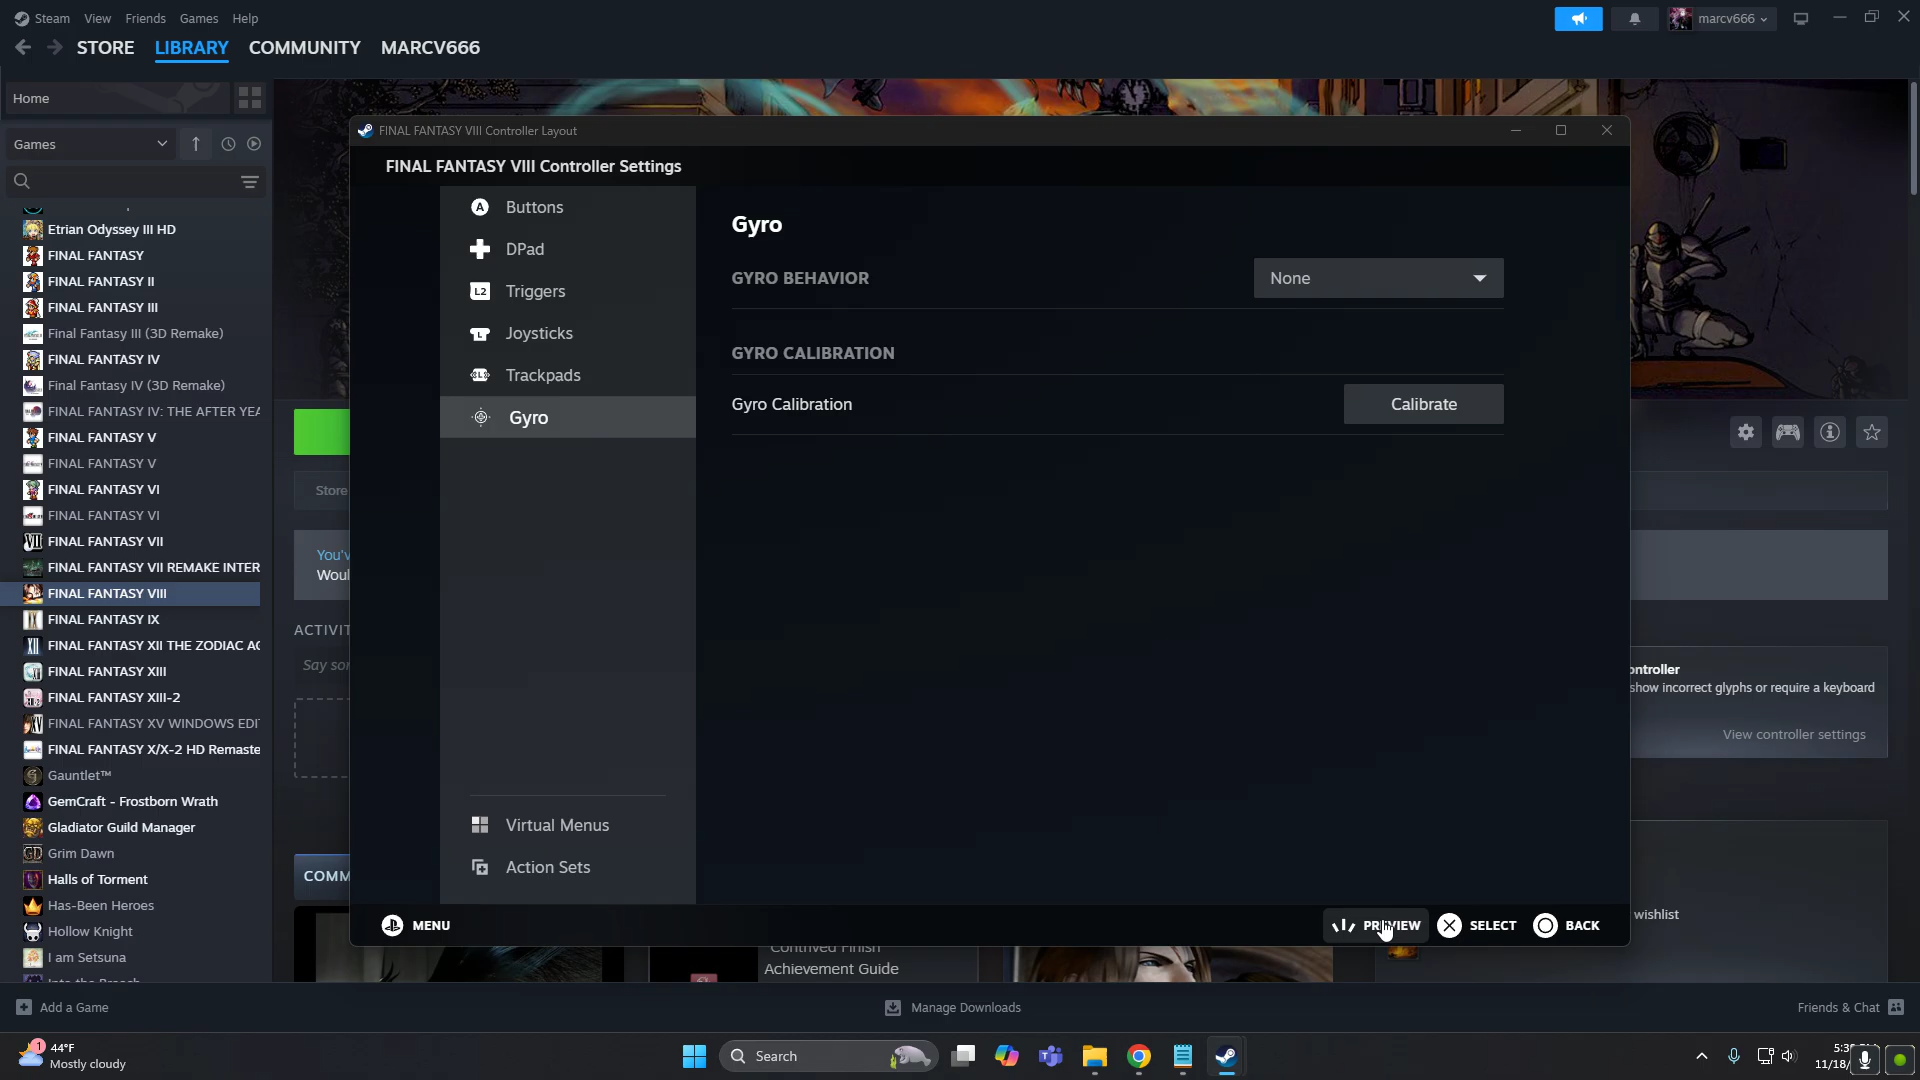 Steam View Friends Games Help
marcv666
STORE LIBRARY COMMUNITY MARCV666
Home
Games
FINAL FANTASY VIII Controller Layout
FINAL FANTASY VIII Controller Settings
Etrian Odyssey III HD
FINAL FANTASY
FINAL FANTASY II
FINAL FANTASY III
Final Fantasy III (3D Remake)
FINAL FANTASY IV
Final Fantasy IV (3D Remake)
FINAL FANTASY IV: THE AFTER YEA
FINAL FANTASY V
FINAL FANTASY V
FINAL FANTASY VI
FINAL FANTASY VI
FINAL FANTASY VII
FINAL FANTASY VII REMAKE INTER
FINAL FANTASY VIII
FINAL FANTASY IX
FINAL FANTASY XII THE ZODIAC AG
FINAL FANTASY XIII
FINAL FANTASY XIII-2
FINAL FANTASY XV WINDOWS EDI
FINAL FANTASY X/X-2 HD Remaste
Gauntlet™
GemCraft - Frostborn Wrath
Gladiator Guild Manager
Grim Dawn
Halls of Torment
Has-Been Heroes
Hollow Knight
I am Setsuna
Buttons
DPad
L2 Triggers
Joysticks
Trackpads
Gyro
Virtual Menus
Action Sets
Gyro
GYRO BEHAVIOR None
GYRO CALIBRATION
Gyro Calibration Calibrate
MENU PREVIEW SELECT BACK
Store
You'v
Woul
ACTIVIT
Say so
COMM
ontroller
show incorrect glyphs or require a keyboard
View controller settings
wishlist
Contrived Finish
Achievement Guide
Add a Game Manage Downloads Friends & Chat
1 44°F
Mostly cloudy
Search
5:3
11/18/